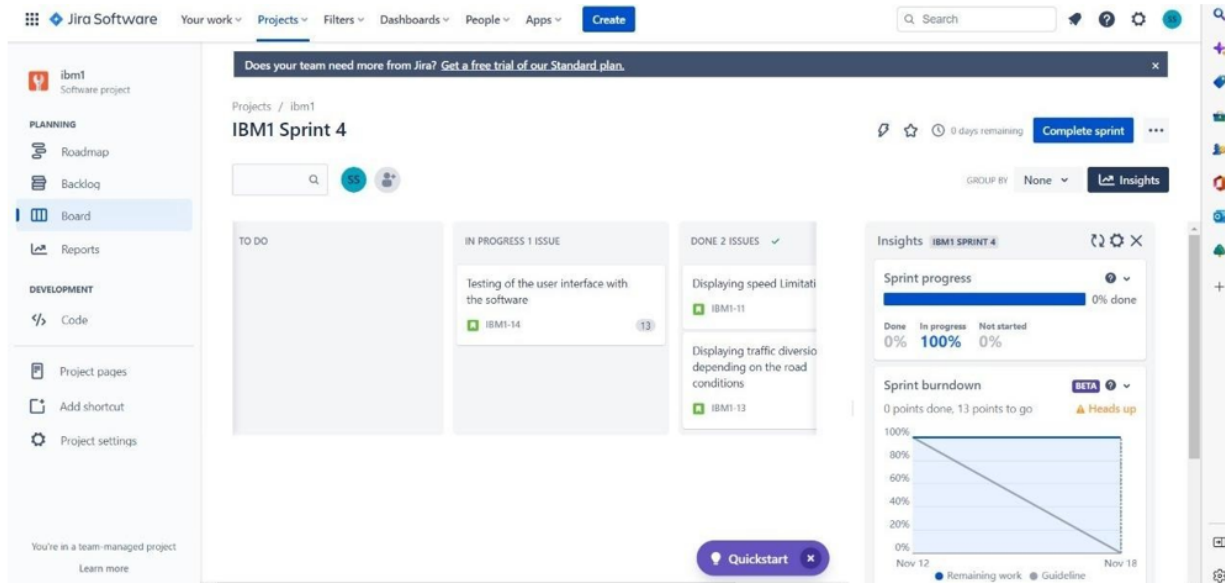 Jira Software Your work Projects Filters Dashboards People Apps Create Search SS
Does your team need more from Jira? Get a free trial of our Standard plan.
ibm1
Software project
PLANNING
Roadmap
Backlog
Board
Reports
DEVELOPMENT
Code
Project pages
Add shortcut
Project settings
You're in a team-managed project
Learn more
Projects / ibm1
IBM1 Sprint 4
0 days remaining Complete sprint
SS
GROUP BY None Insights
TO DO
IN PROGRESS 1 ISSUE
Testing of the user interface with
the software
IBM1-14 13
DONE 2 ISSUES
Displaying speed Limitati
IBM1-11
Displaying traffic diversio
depending on the road
conditions
IBM1-13
Insights IBM1 SPRINT 4
Sprint progress
0% done
Done In progress Not started
0% 100% 0%
Sprint burndown BETA
0 points done, 13 points to go Heads up
100%
80%
60%
40%
20%
0%
Nov 12 Nov 18
Remaining work Guideline
Quickstart